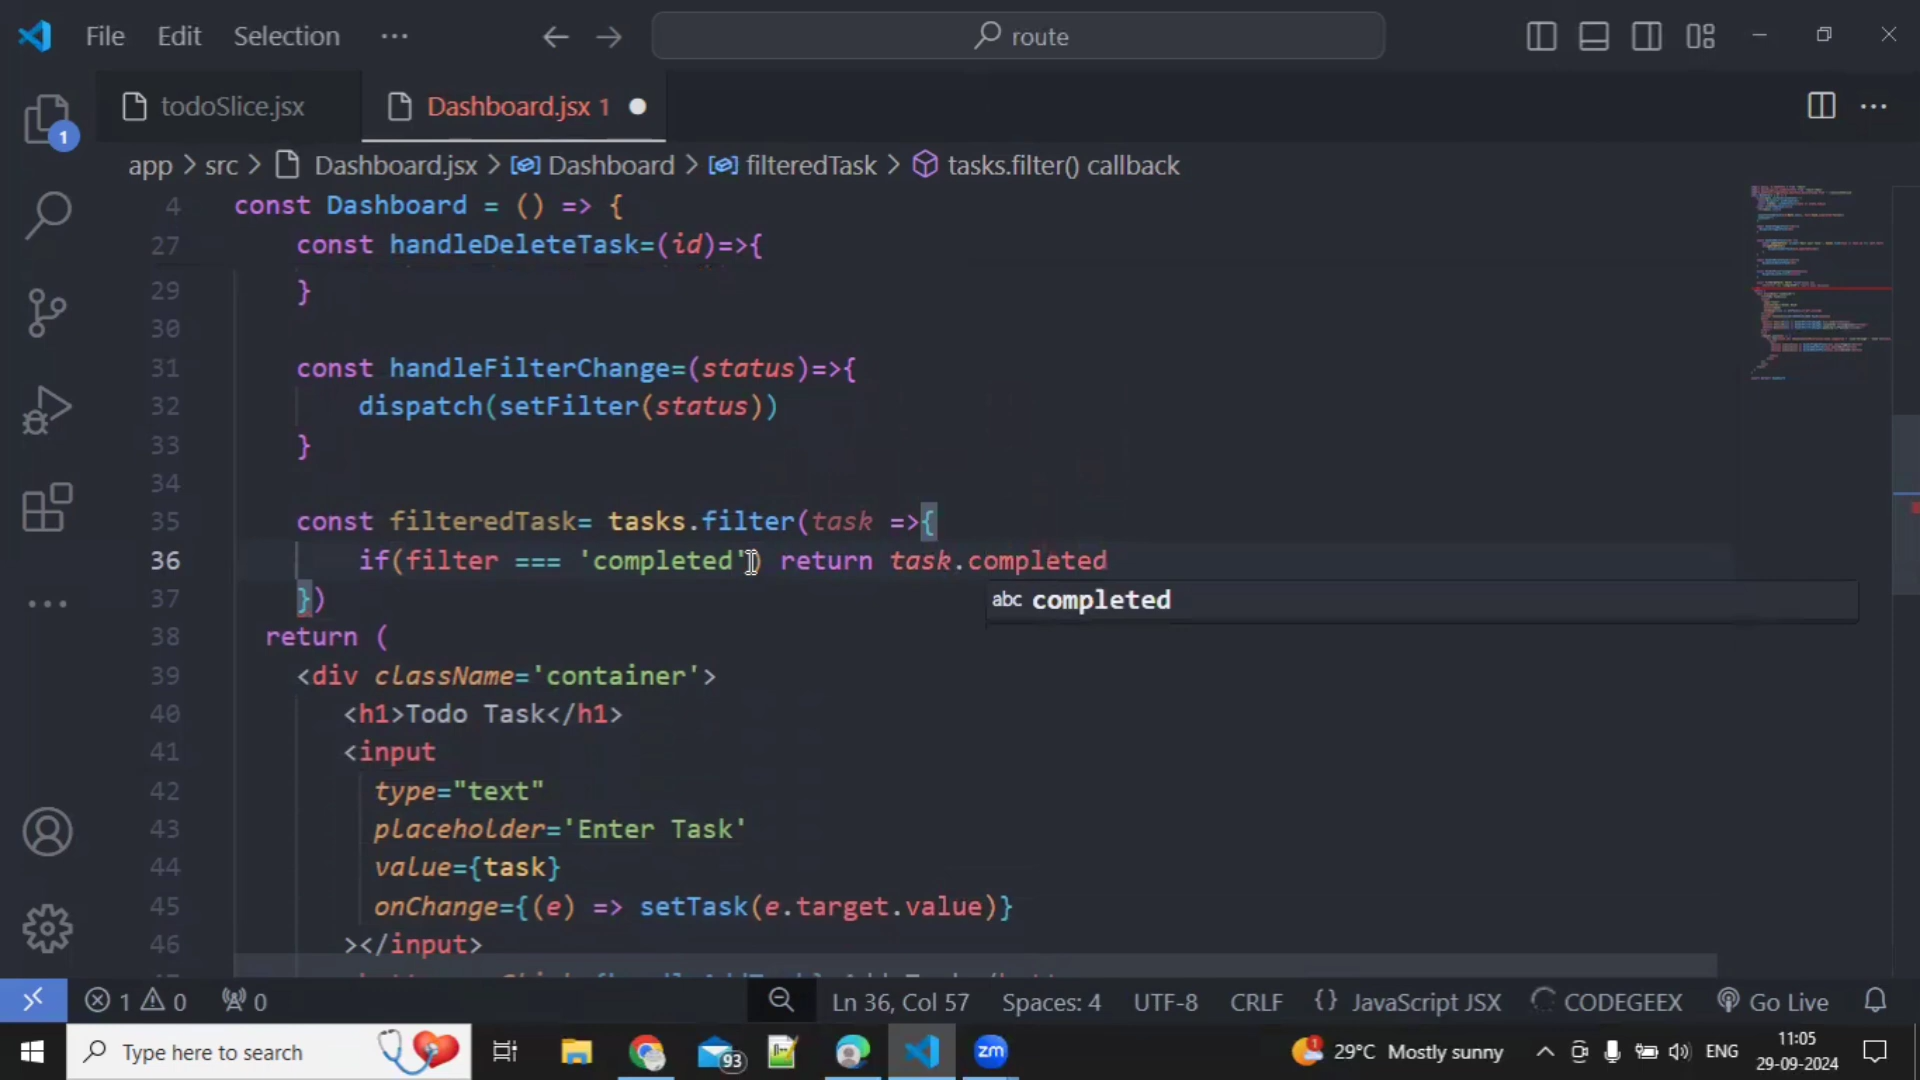 File Edit Selection ··· route
todoSlice.jsx Dashboard.jsx 1
app > src > Dashboard.jsx > Dashboard > filteredTask > tasks.filter() callback
4 const Dashboard = () => {
27 const handleDeleteTask=(id)=>{
29 }
30
31 const handleFilterChange=(status)=>{
32 dispatch(setFilter(status))
33 }
34
35 const filteredTask= tasks.filter(task =>{
36 if(filter === 'completed') return task.completed
abc completed
37 })
38 return (
39 <div className='container'>
40 <h1>Todo Task</h1>
41 <input
42 type="text"
43 placeholder='Enter Task'
44 value={task}
45 onChange={(e) => setTask(e.target.value)}
46 ></input>
1
1 0 0 Ln 36, Col 57 Spaces: 4 UTF-8 CRLF {} JavaScript JSX CODEGEEX Go Live
Type here to search 93 zm 1 29°C Mostly sunny ENG 11:05
29-09-2024